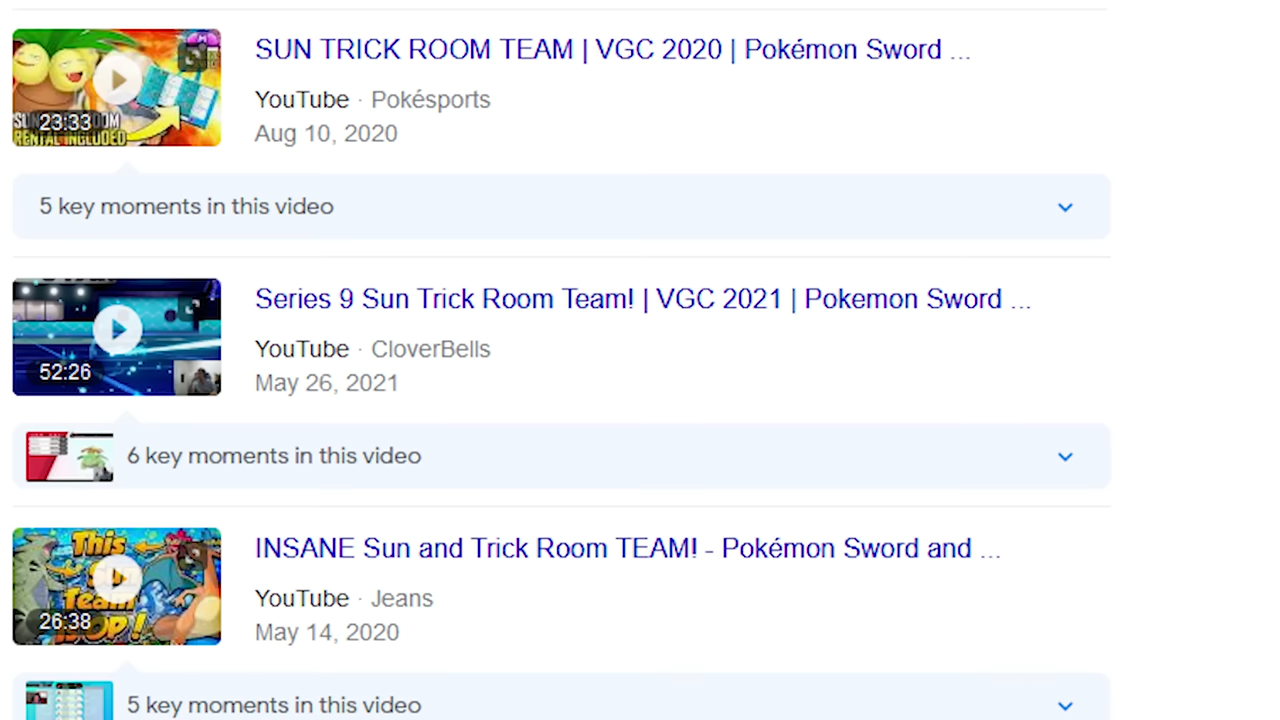 SUN TRICK ROOM TEAM | VGC 2020 | Pokémon Sword ...
YouTube · Pokésports
Aug 10, 2020
23:33
RENTAL INCLUDED
5 key moments in this video
Series 9 Sun Trick Room Team! | VGC 2021 | Pokemon Sword ...
YouTube · CloverBells
May 26, 2021
52:26
6 key moments in this video
INSANE Sun and Trick Room TEAM! - Pokémon Sword and ...
YouTube · Jeans
May 14, 2020
This
Team
26:38
OP!
5 key moments in this video